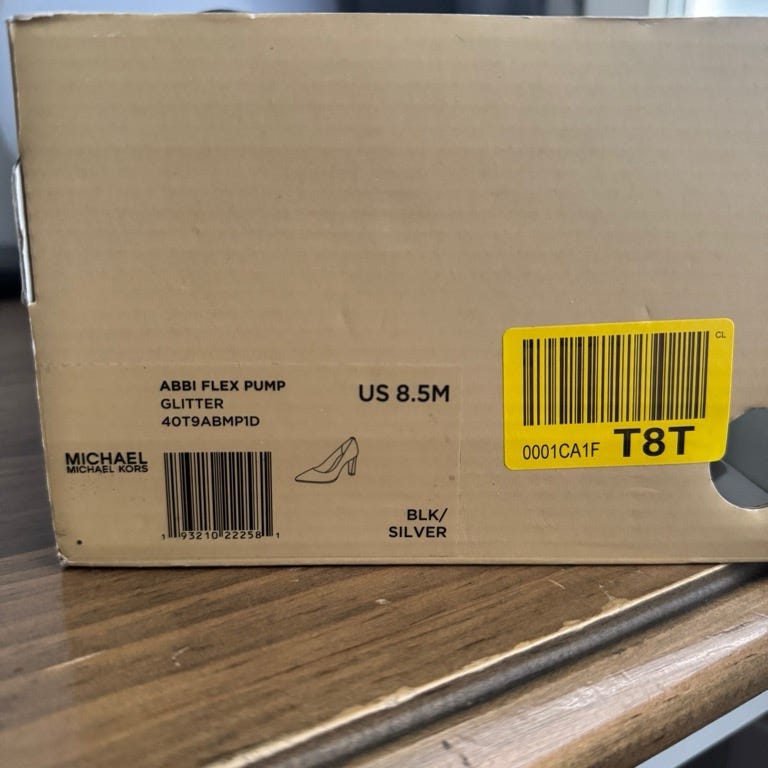 ABBI FLEX PUMP
GLITTER
40T9ABMP1D
US 8.5M
MICHAEL
MICHAEL KORS
1 93210 22258 1
BLK/
SILVER
CL
0001CA1F T8T